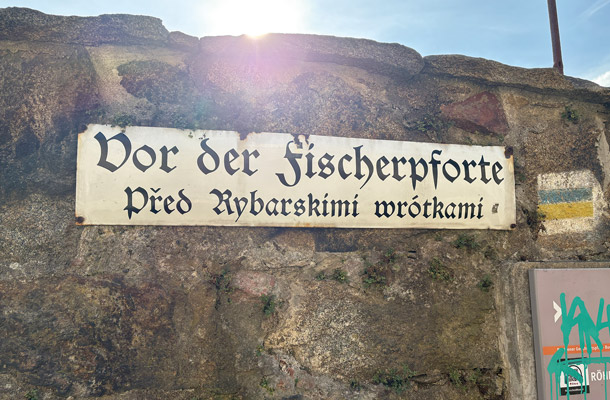 Vor der Fischerpforte
Před Rybarskimi wrótkami